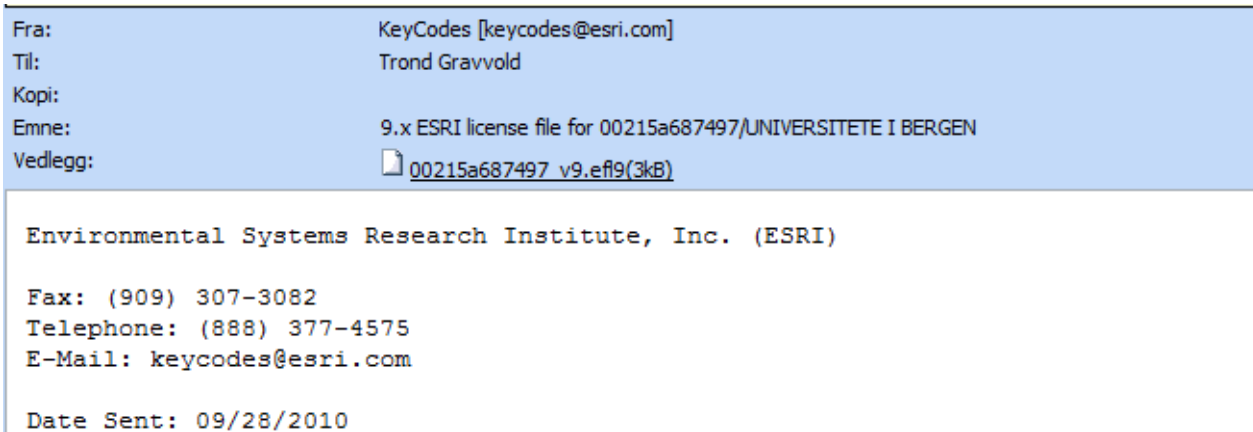 Fra: KeyCodes [keycodes@esri.com]
Til: Trond Gravvold
Kopi:
Emne: 9.x ESRI license file for 00215a687497/UNIVERSITETE I BERGEN
Vedlegg: 00215a687497_v9.efl9(3kB)
Environmental Systems Research Institute, Inc. (ESRI)
Fax: (909) 307-3082
Telephone: (888) 377-4575
E-Mail: keycodes@esri.com
Date Sent: 09/28/2010